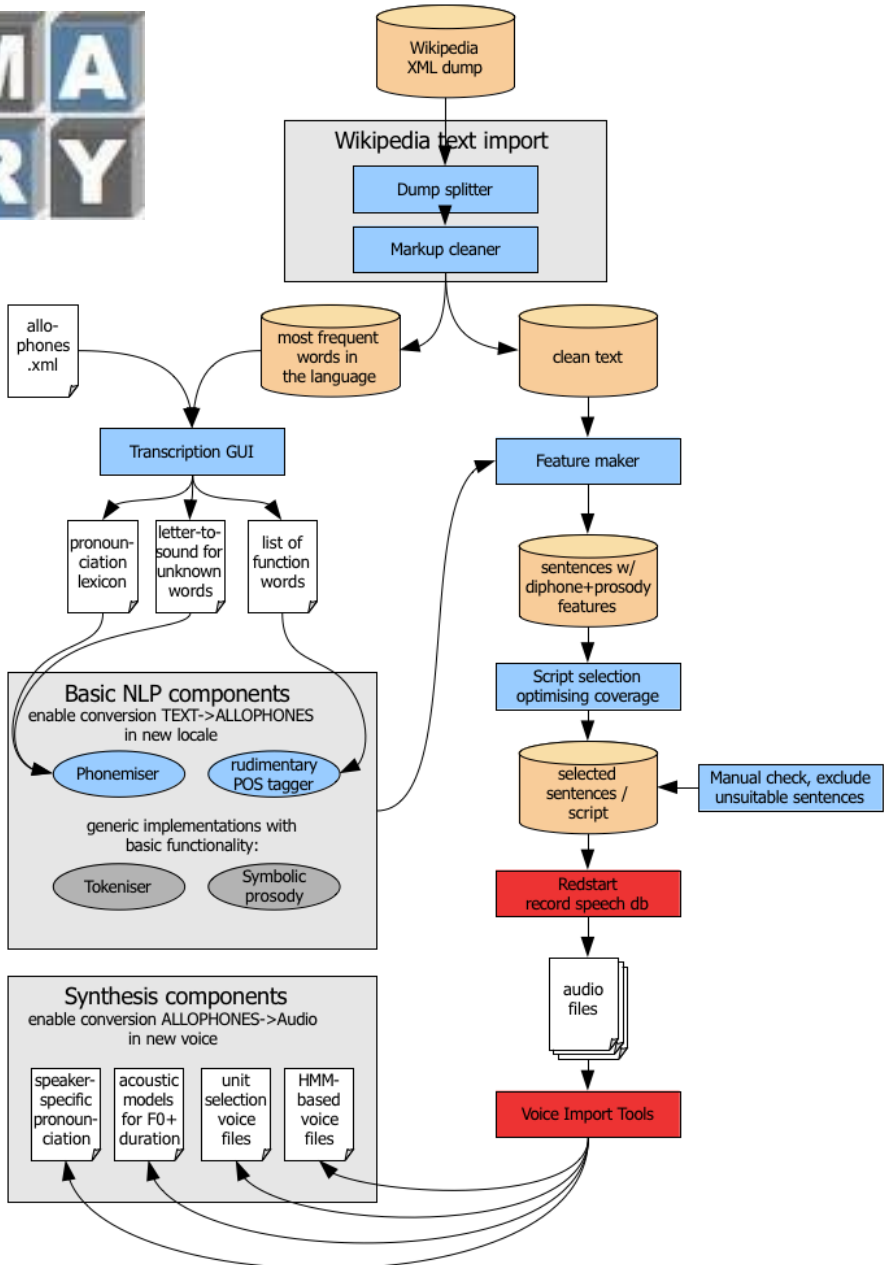 M A
R Y
Wikipedia
XML dump
Wikipedia text import
Dump splitter
Markup cleaner
allo-
phones
.xml
most frequent
words in
the language
clean text
Transcription GUI
Feature maker
pronoun-
ciation
lexicon
letter-to-
sound for
unknown
words
list of
function
words
sentences w/
diphone+prosody
features
Basic NLP components
enable conversion TEXT->ALLOPHONES
in new locale
Phonemiser
rudimentary
POS tagger
generic implementations with
basic functionality:
Tokeniser
Symbolic
prosody
Script selection
optimising coverage
selected
sentences /
script
Manual check, exclude
unsuitable sentences
Redstart
record speech db
audio
files
Synthesis components
enable conversion ALLOPHONES->Audio
in new voice
speaker-
specific
pronoun-
ciation
acoustic
models
for F0+
duration
unit
selection
voice
files
HMM-
based
voice
files
Voice Import Tools